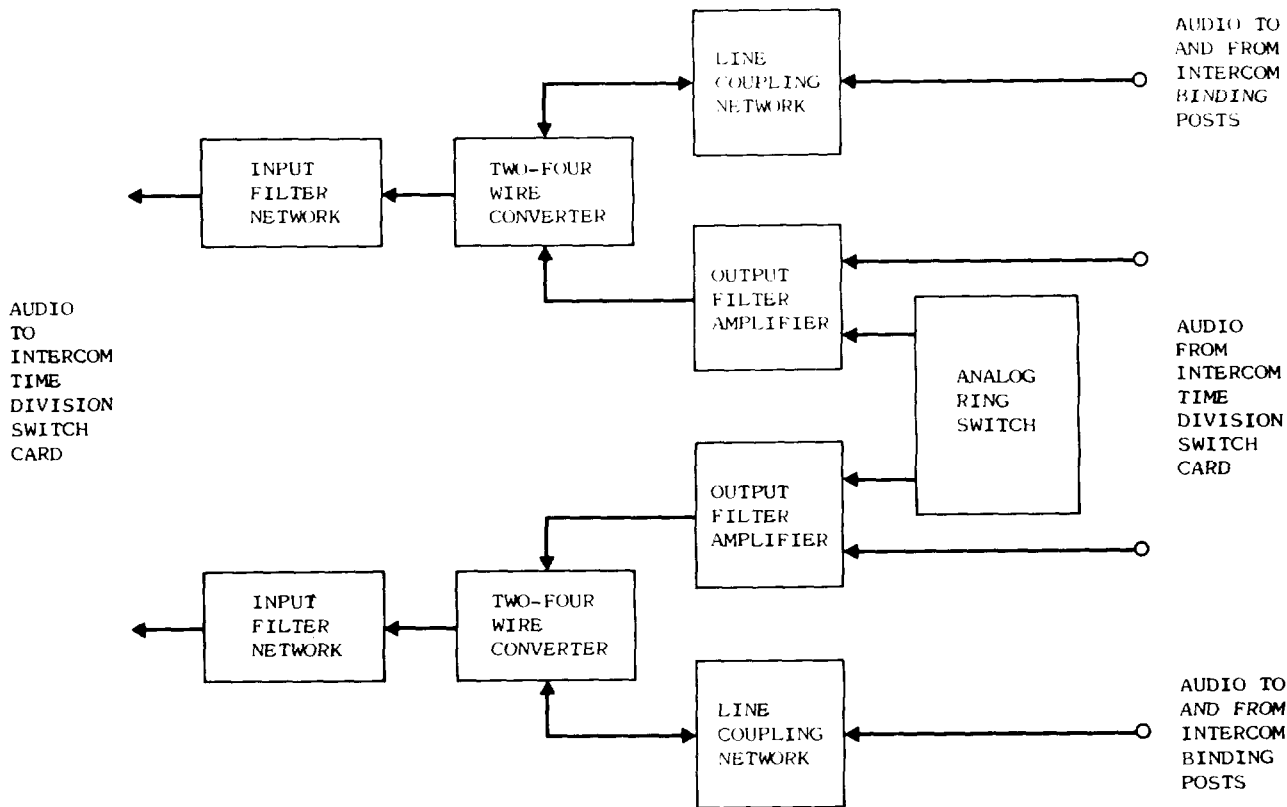 LINE
COUPLING
NETWORK
AUDIO TO
AND FROM
INTERCOM
BINDING
POSTS
INPUT
FILTER
NETWORK
TWO-FOUR
WIRE
CONVERTER
OUTPUT
FILTER
AMPLIFIER
AUDIO
TO
INTERCOM
TIME
DIVISION
SWITCH
CARD
ANALOG
RING
SWITCH
AUDIO
FROM
INTERCOM
TIME
DIVISION
SWITCH
CARD
OUTPUT
FILTER
AMPLIFIER
INPUT
FILTER
NETWORK
TWO-FOUR
WIRE
CONVERTER
LINE
COUPLING
NETWORK
AUDIO TO
AND FROM
INTERCOM
BINDING
POSTS